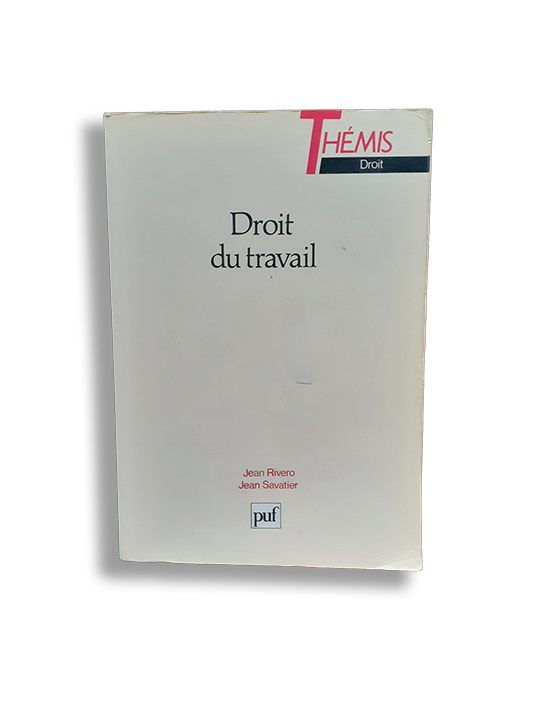 THÉMIS
Droit
Droit
du travail
Jean Rivero
Jean Savatier
puf